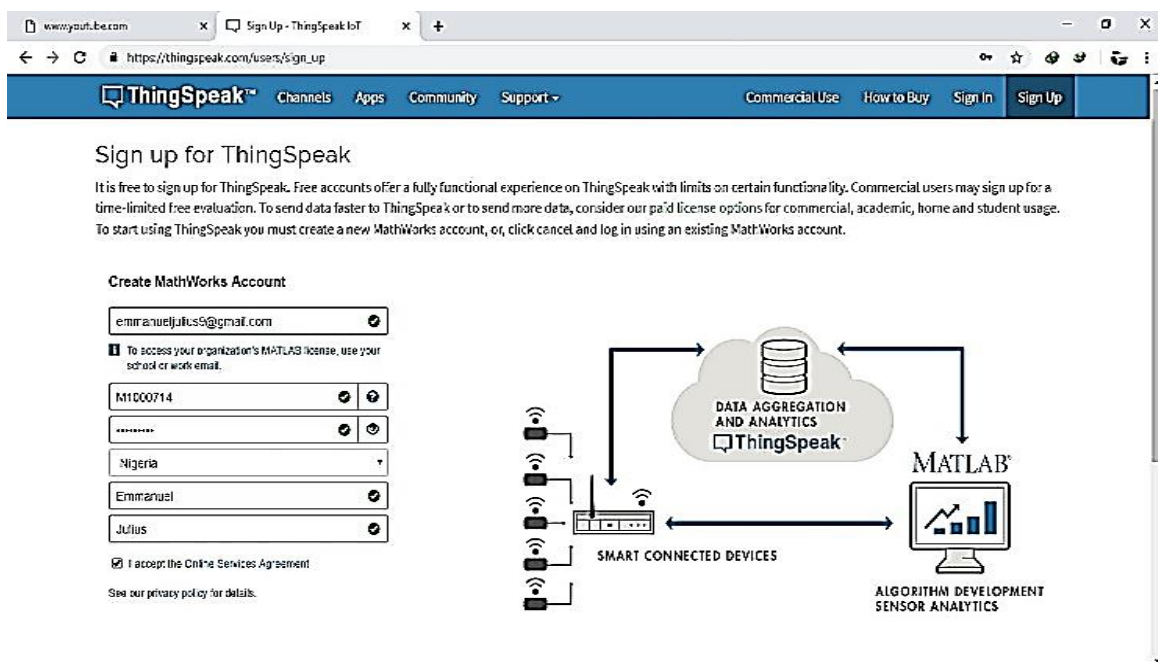 www.youtube.com
Sign Up - ThingSpeak IoT
https://thingspeak.com/users/sign_up
ThingSpeak™ Channels Apps Community Support Commercial Use How to Buy Sign In Sign Up
Sign up for ThingSpeak
It is free to sign up for ThingSpeak. Free accounts offer a fully functional experience on ThingSpeak with limits on certain functionality. Commercial users may sign up for a
time-limited free evaluation. To send data faster to ThingSpeak or to send more data, consider our paid license options for commercial, academic, home and student usage.
To start using ThingSpeak you must create a new MathWorks account, or, click cancel and log in using an existing MathWorks account.
Create MathWorks Account
emmanueljulius9@gmail.com
To access your organization's MATLAB license, use your
school or work email.
M1000714
Nigeria
Emmanuel
Julius
I accept the Online Services Agreement
See our privacy policy for details.
DATA AGGREGATION
AND ANALYTICS
ThingSpeak™
MATLAB®
SMART CONNECTED DEVICES
ALGORITHM DEVELOPMENT
SENSOR ANALYTICS